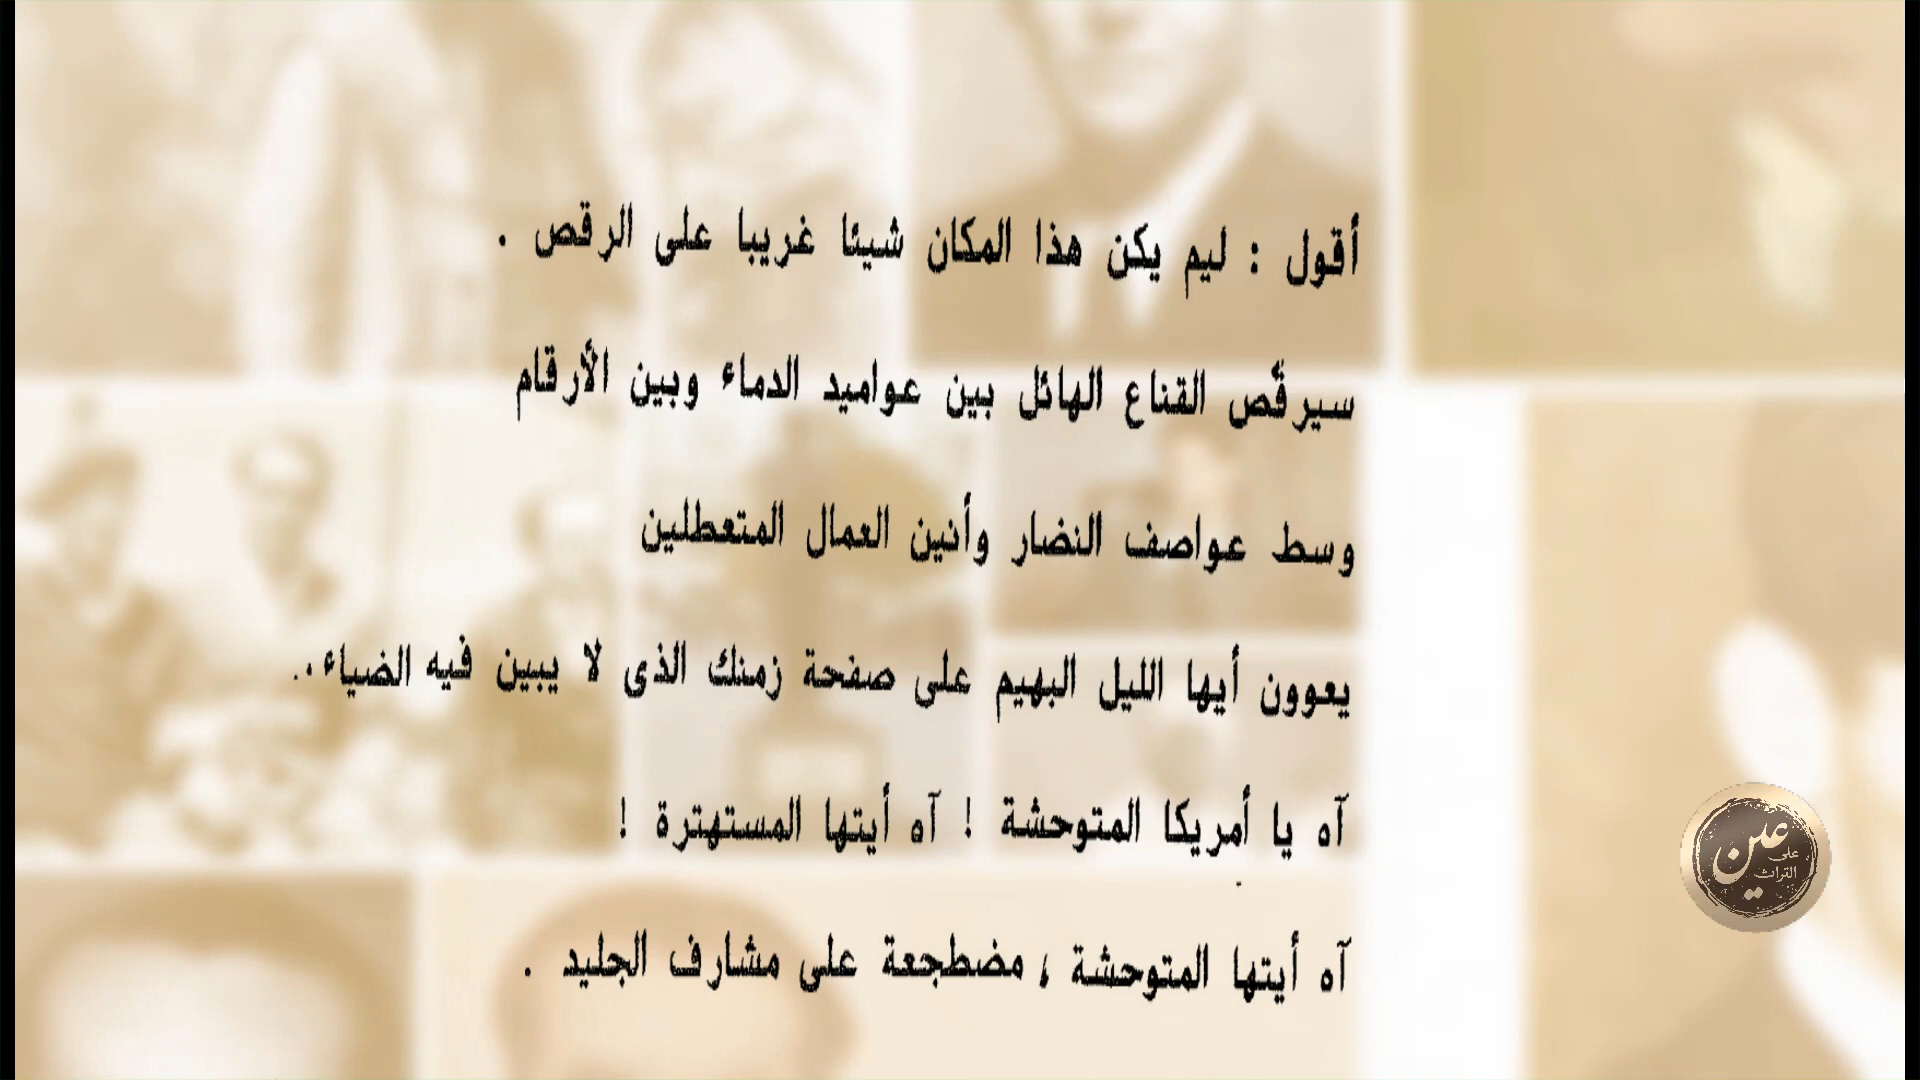 أقول : ليم يكن هذا المكان شيئا غريبا على الرقص .
سيرقُص القناع الهائل بين عواميد الدماء وبين الأرقام
وسط عواصف النضار وأنين العمال المتعطلين
يعوون أيها الليل البهيم على صفحة زمنك الذى لا يبين فيه الضياء ..
آه يا أمريكا المتوحشة ! آه أيتها المستهترة !
آه أيتها المتوحشة ، مضطجعة على مشارف الجليد .
عين
على
التراث